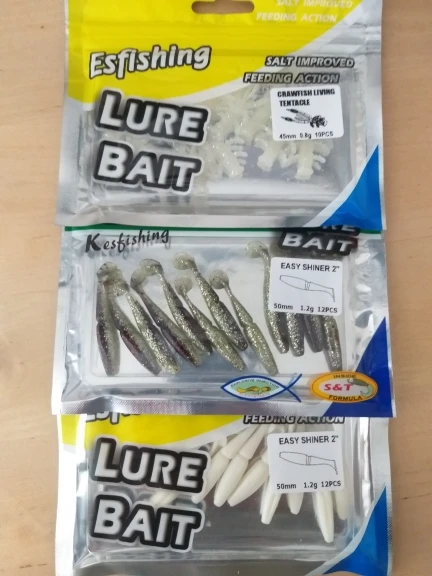 SALT IMPROVED
FEEDING ACTION
Esfishing
SALT IMPROVED
FEEDING ACTION
LURE
BAIT
CRAWFISH LIVING
TENTACLE
45mm 0.8g 10PCS
LURE
BAIT
Kesfishing
EASY SHINER 2"
50mm 1.2g 12PCS
S&T
FORMULA
Esfishing
FEEDING ACTION
LURE
BAIT
EASY SHINER 2"
50mm 1.2g 12PCS